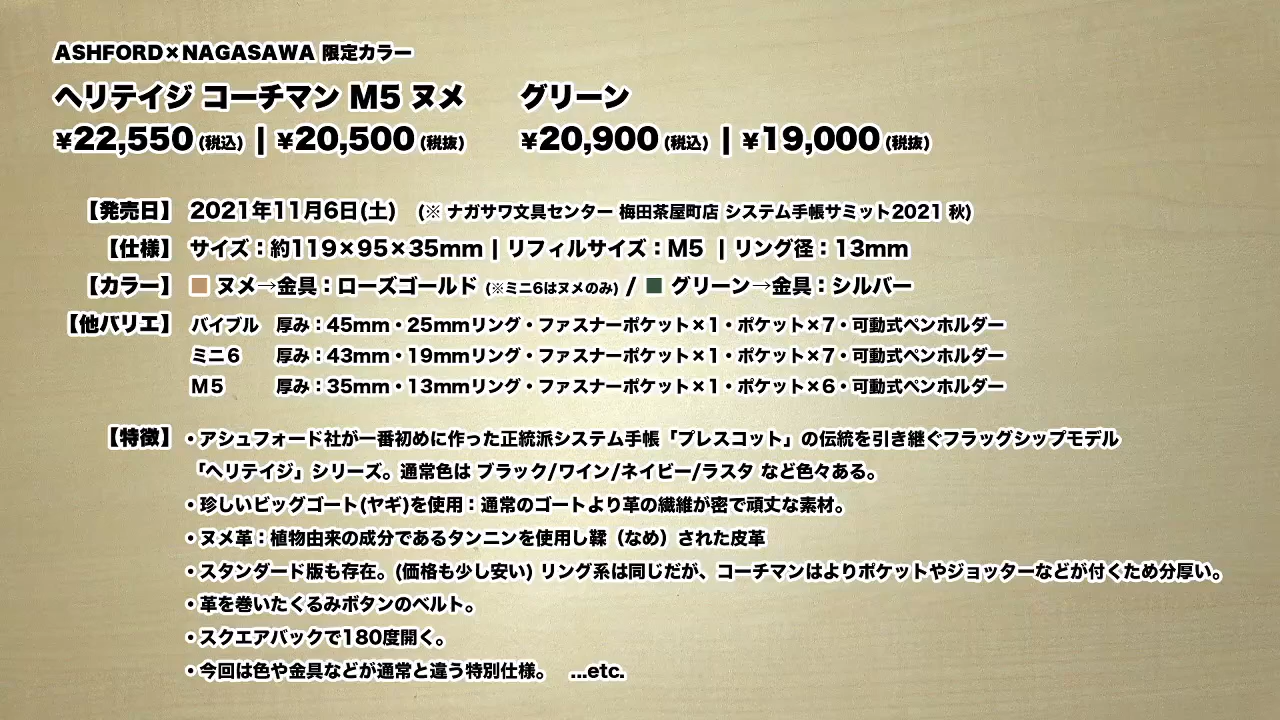 ASHFORD×NAGASAWA 限定カラー
ヘリテイジ コーチマン M5 ヌメ　グリーン
¥22,550(税込) | ¥20,500(税抜)　¥20,900(税込) | ¥19,000(税抜)
【発売日】 2021年11月6日(土) (※ ナガサワ文具センター 梅田茶屋町店 システム手帳サミット2021 秋)
【仕様】 サイズ：約119×95×35mm | リフィルサイズ：M5 | リング径：13mm
【カラー】 ヌメ→金具：ローズゴールド (※ミニ6はヌメのみ) / グリーン→金具：シルバー
【他バリエ】 バイブル 厚み：45mm・25mmリング・ファスナーポケット×1・ポケット×7・可動式ペンホルダー
ミニ6 厚み：43mm・19mmリング・ファスナーポケット×1・ポケット×7・可動式ペンホルダー
M5 厚み：35mm・13mmリング・ファスナーポケット×1・ポケット×6・可動式ペンホルダー
【特徴】・アシュフォード社が一番初めに作った正統派システム手帳「プレスコット」の伝統を引き継ぐフラッグシップモデル
「ヘリテイジ」シリーズ。通常色は ブラック/ワイン/ネイビー/ラスタ など色々ある。
・珍しいビッグゴート(ヤギ)を使用：通常のゴートより革の繊維が密で頑丈な素材。
・ヌメ革：植物由来の成分であるタンニンを使用し鞣（なめ）された皮革
・スタンダード版も存在。(価格も少し安い) リング系は同じだが、コーチマンはよりポケットやジョッターなどが付くため分厚い。
・革を巻いたくるみボタンのベルト。
・スクエアバックで180度開く。
・今回は色や金具などが通常と違う特別仕様。 …etc.